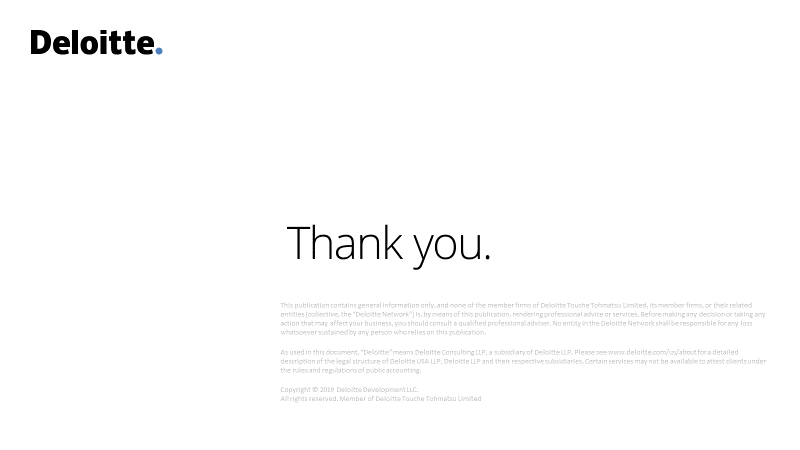 Deloitte.
Thank you.
This publication contains general information only, and none of the member firms of Deloitte Touche Tohmatsu Limited, its member firms, or their related
entities (collective, the "Deloitte Network") is, by means of this publication, rendering professional advice or services. Before making any decision or taking any
action that may affect your business, you should consult a qualified professional adviser. No entity in the Deloitte Network shall be responsible for any loss
whatsoever sustained by any person who relies on this publication.
As used in this document, "Deloitte" means Deloitte Consulting LLP, a subsidiary of Deloitte LLP. Please see www.deloitte.com/us/about for a detailed
description of the legal structure of Deloitte USA LLP, Deloitte LLP and their respective subsidiaries. Certain services may not be available to attest clients under
the rules and regulations of public accounting.
Copyright © 2019 Deloitte Development LLC.
All rights reserved. Member of Deloitte Touche Tohmatsu Limited